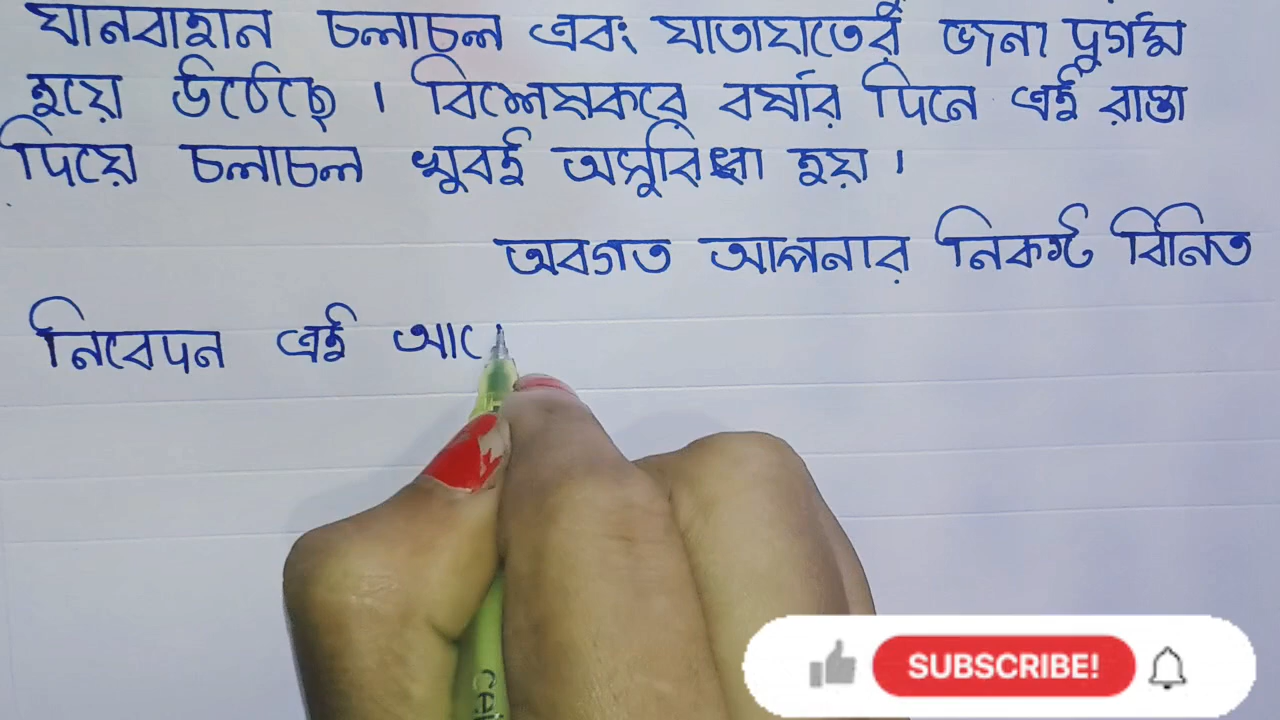 যানবাহান চলাচল এবং যাতায়াতের জন্য দুর্গম
হয়ে উঠেছে । বিশেষকরে বর্ষার দিনে এই রাস্তা
দিয়ে চলাচল খুবই অসুবিধা হয় ।
অবগত আপনার নিকট বিনিত
নিবেদন এই আ
SUBSCRIBE!